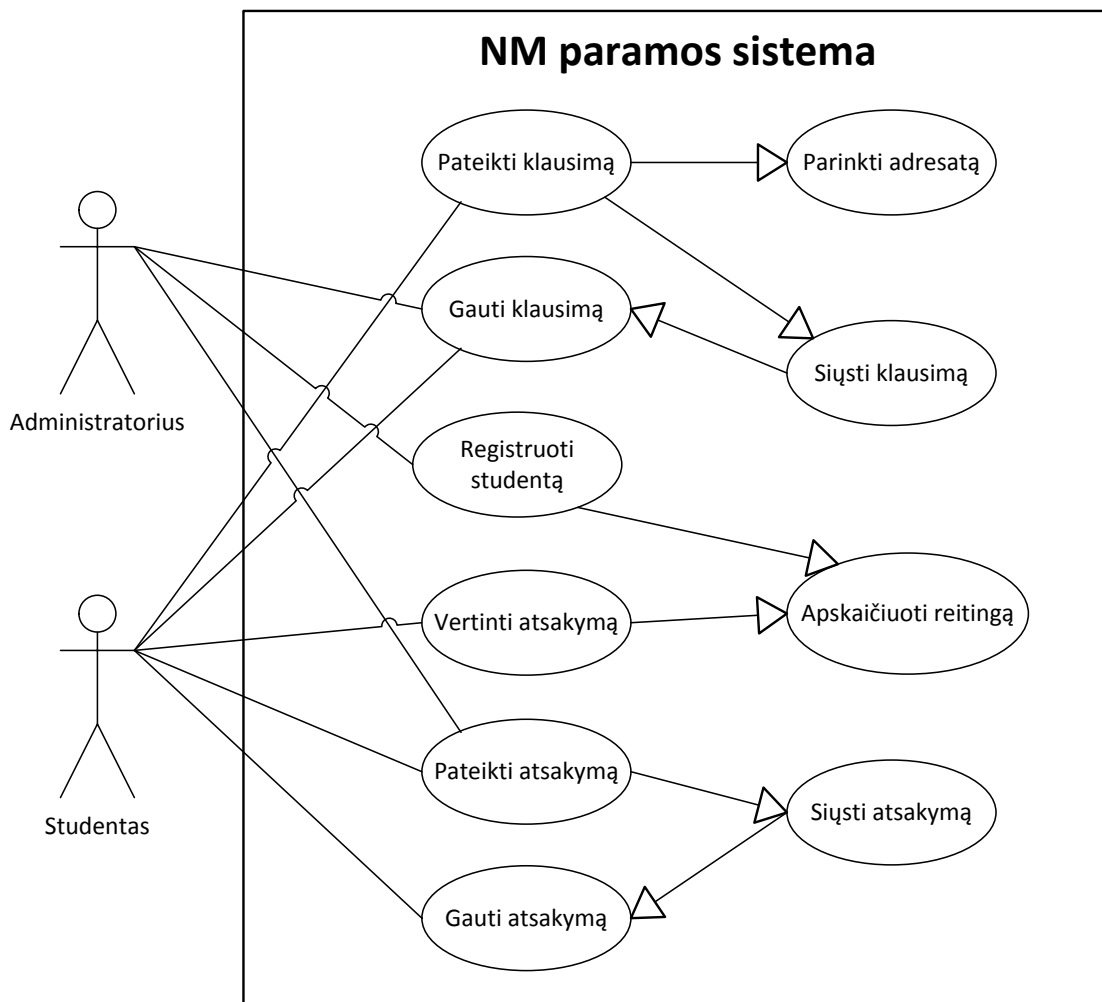 NM paramos sistema
Pateikti klausimą
Parinkti adresatą
Gauti klausimą
Siųsti klausimą
Administratorius
Registruoti
studentą
Vertinti atsakymą
Apskaičiuoti reitingą
Pateikti atsakymą
Siųsti atsakymą
Studentas
Gauti atsakymą